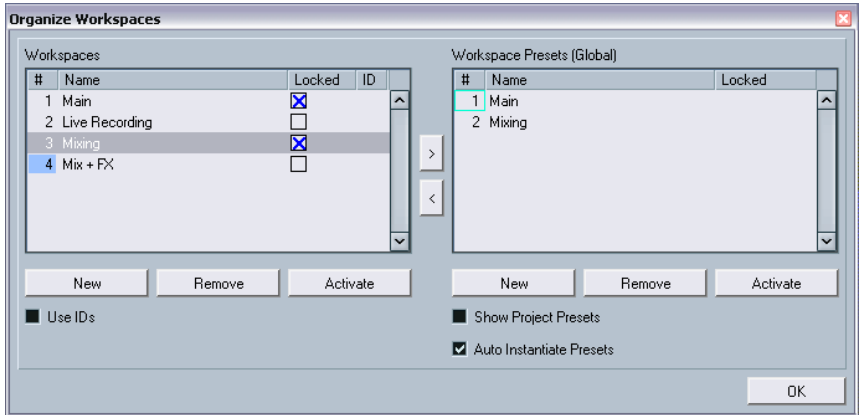 Organize Workspaces
Workspaces
# Name Locked ID
1 Main
2 Live Recording
3 Mixing
4 Mix + FX
New Remove Activate
Use IDs
>
<
Workspace Presets (Global)
# Name Locked
1 Main
2 Mixing
New Remove Activate
Show Project Presets
Auto Instantiate Presets
OK